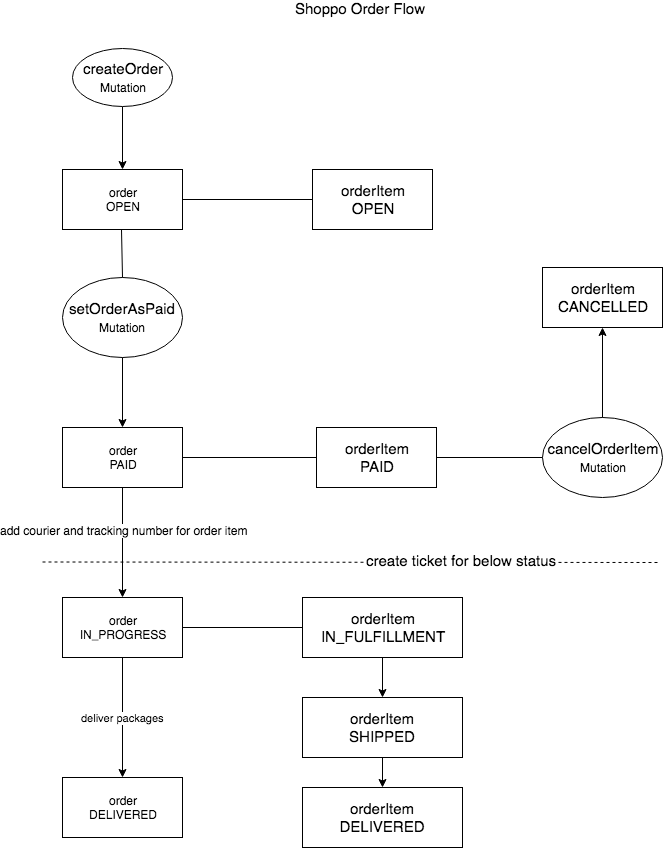 Shoppo Order Flow
createOrder
Mutation
order
OPEN
orderItem
OPEN
setOrderAsPaid
Mutation
orderItem
CANCELLED
order
PAID
orderItem
PAID
cancelOrderItem
Mutation
add courier and tracking number for order item
create ticket for below status
order
IN_PROGRESS
orderItem
IN_FULFILLMENT
deliver packages
orderItem
SHIPPED
order
DELIVERED
orderItem
DELIVERED